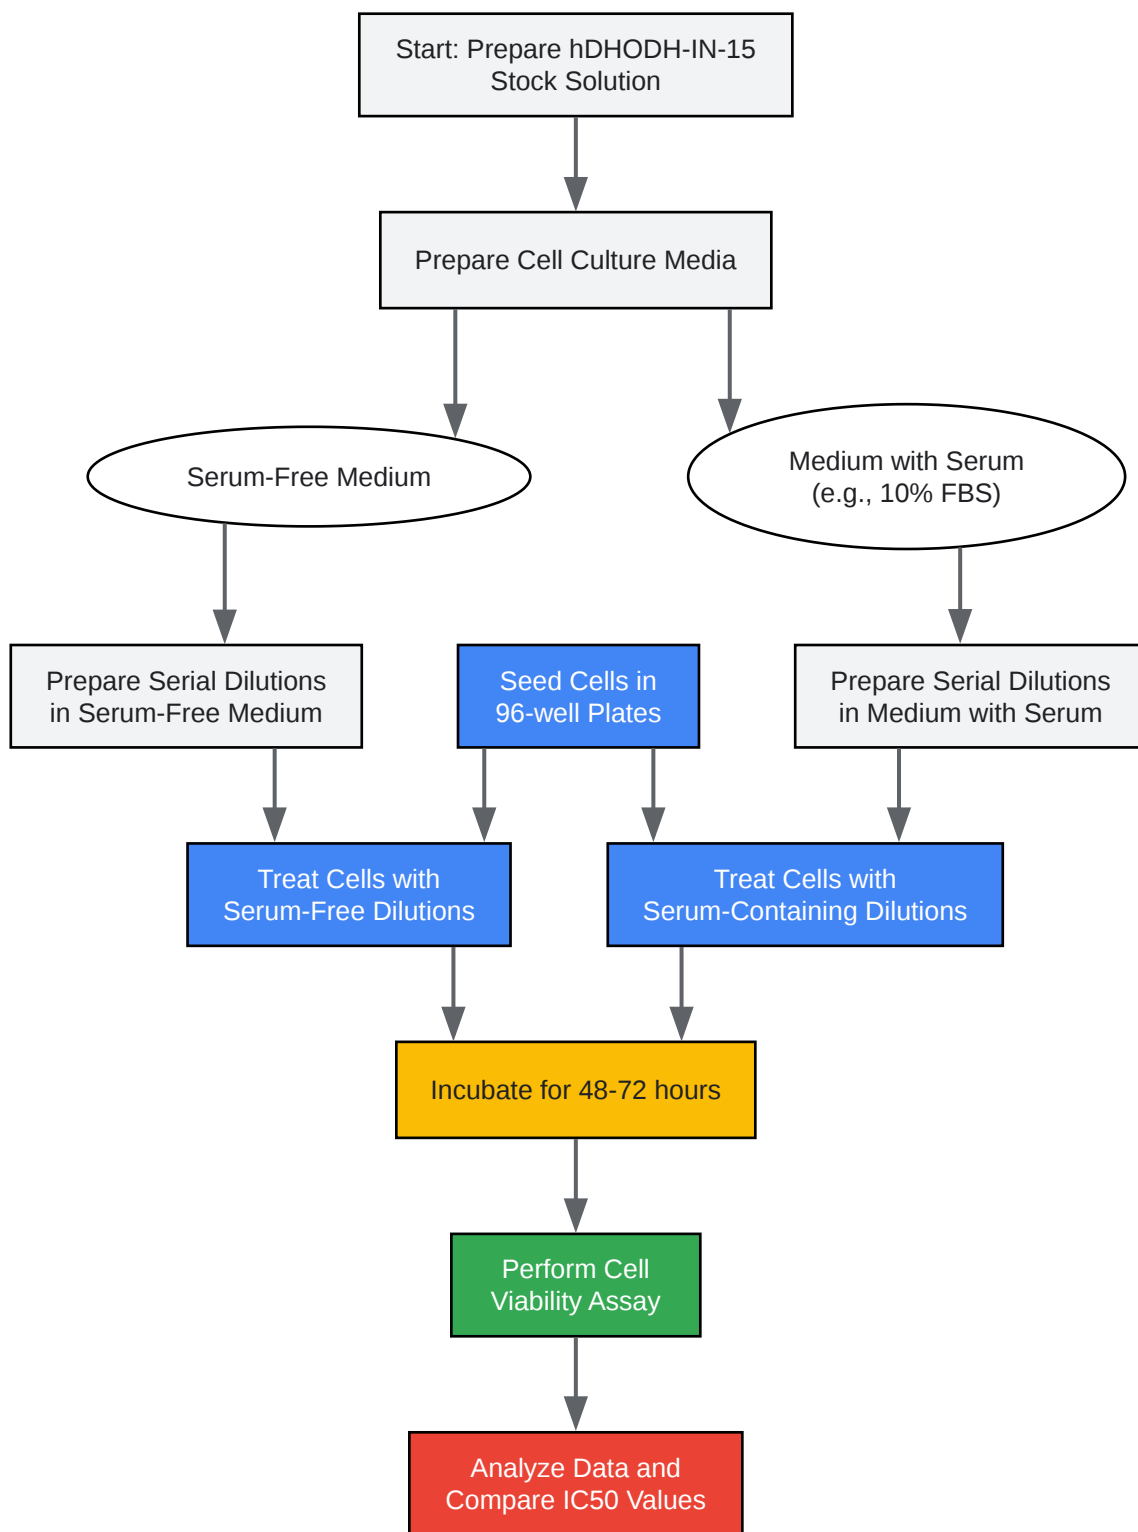 Start: Prepare hDHODH-IN-15
Stock Solution
Prepare Cell Culture Media
Serum-Free Medium
Medium with Serum
(e.g., 10% FBS)
Prepare Serial Dilutions
in Serum-Free Medium
Seed Cells in
96-well Plates
Prepare Serial Dilutions
in Medium with Serum
Treat Cells with
Serum-Free Dilutions
Treat Cells with
Serum-Containing Dilutions
Incubate for 48-72 hours
Perform Cell
Viability Assay
Analyze Data and
Compare IC50 Values